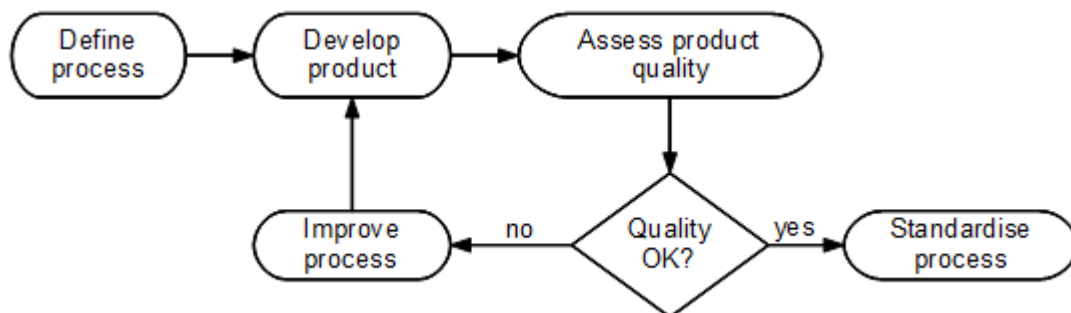 Define
process
Develop
product
Assess product
quality
Quality
OK?
no
yes
Improve
process
Standardise
process